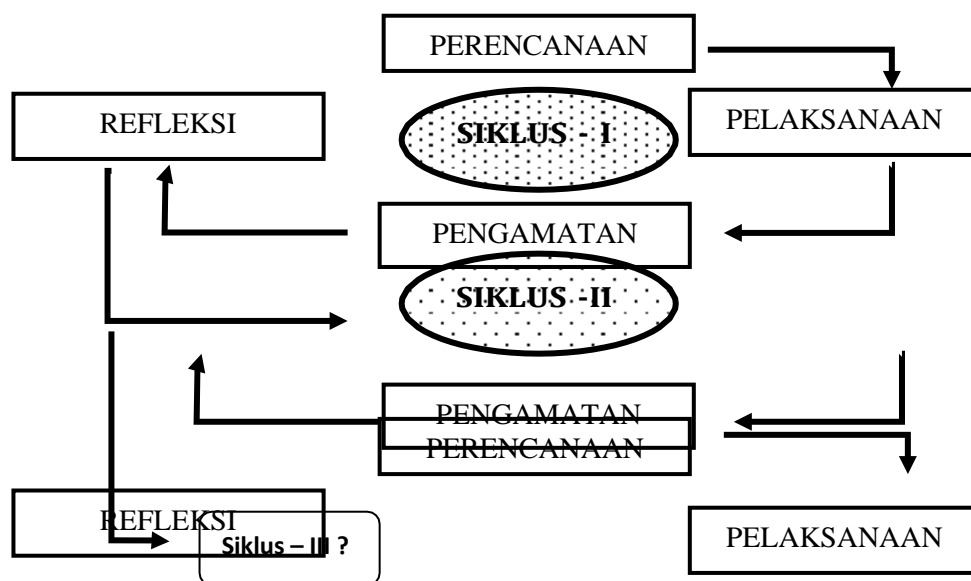 PERENCANAAN
REFLEKSI
SIKLUS - I
PELAKSANAAN
PENGAMATAN
SIKLUS -II
PENGAMATAN
PERENCANAAN
REFLEKSI
PELAKSANAAN
Siklus – III ?